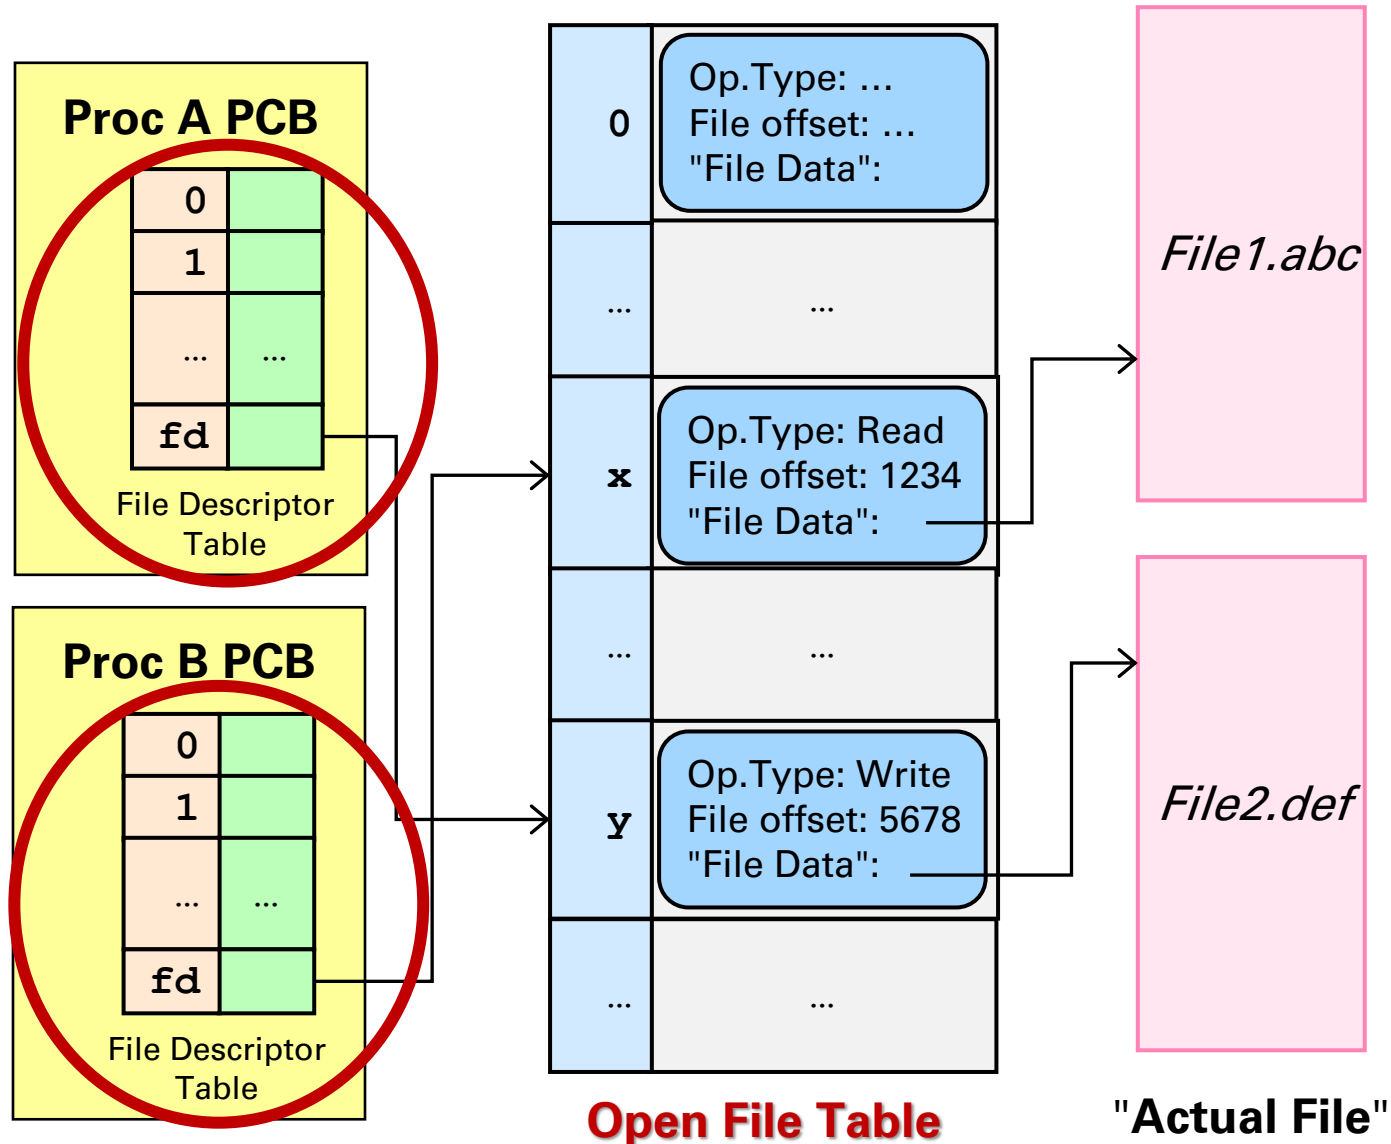 Proc A PCB
0
1
... ...
fd
File Descriptor
Table
Proc B PCB
0
1
... ...
fd
File Descriptor
Table
0
Op.Type: ...
File offset: ...
"File Data":
... ...
x
Op.Type: Read
File offset: 1234
"File Data":
... ...
y
Op.Type: Write
File offset: 5678
"File Data":
... ...
Open File Table
File1.abc
File2.def
"Actual File"